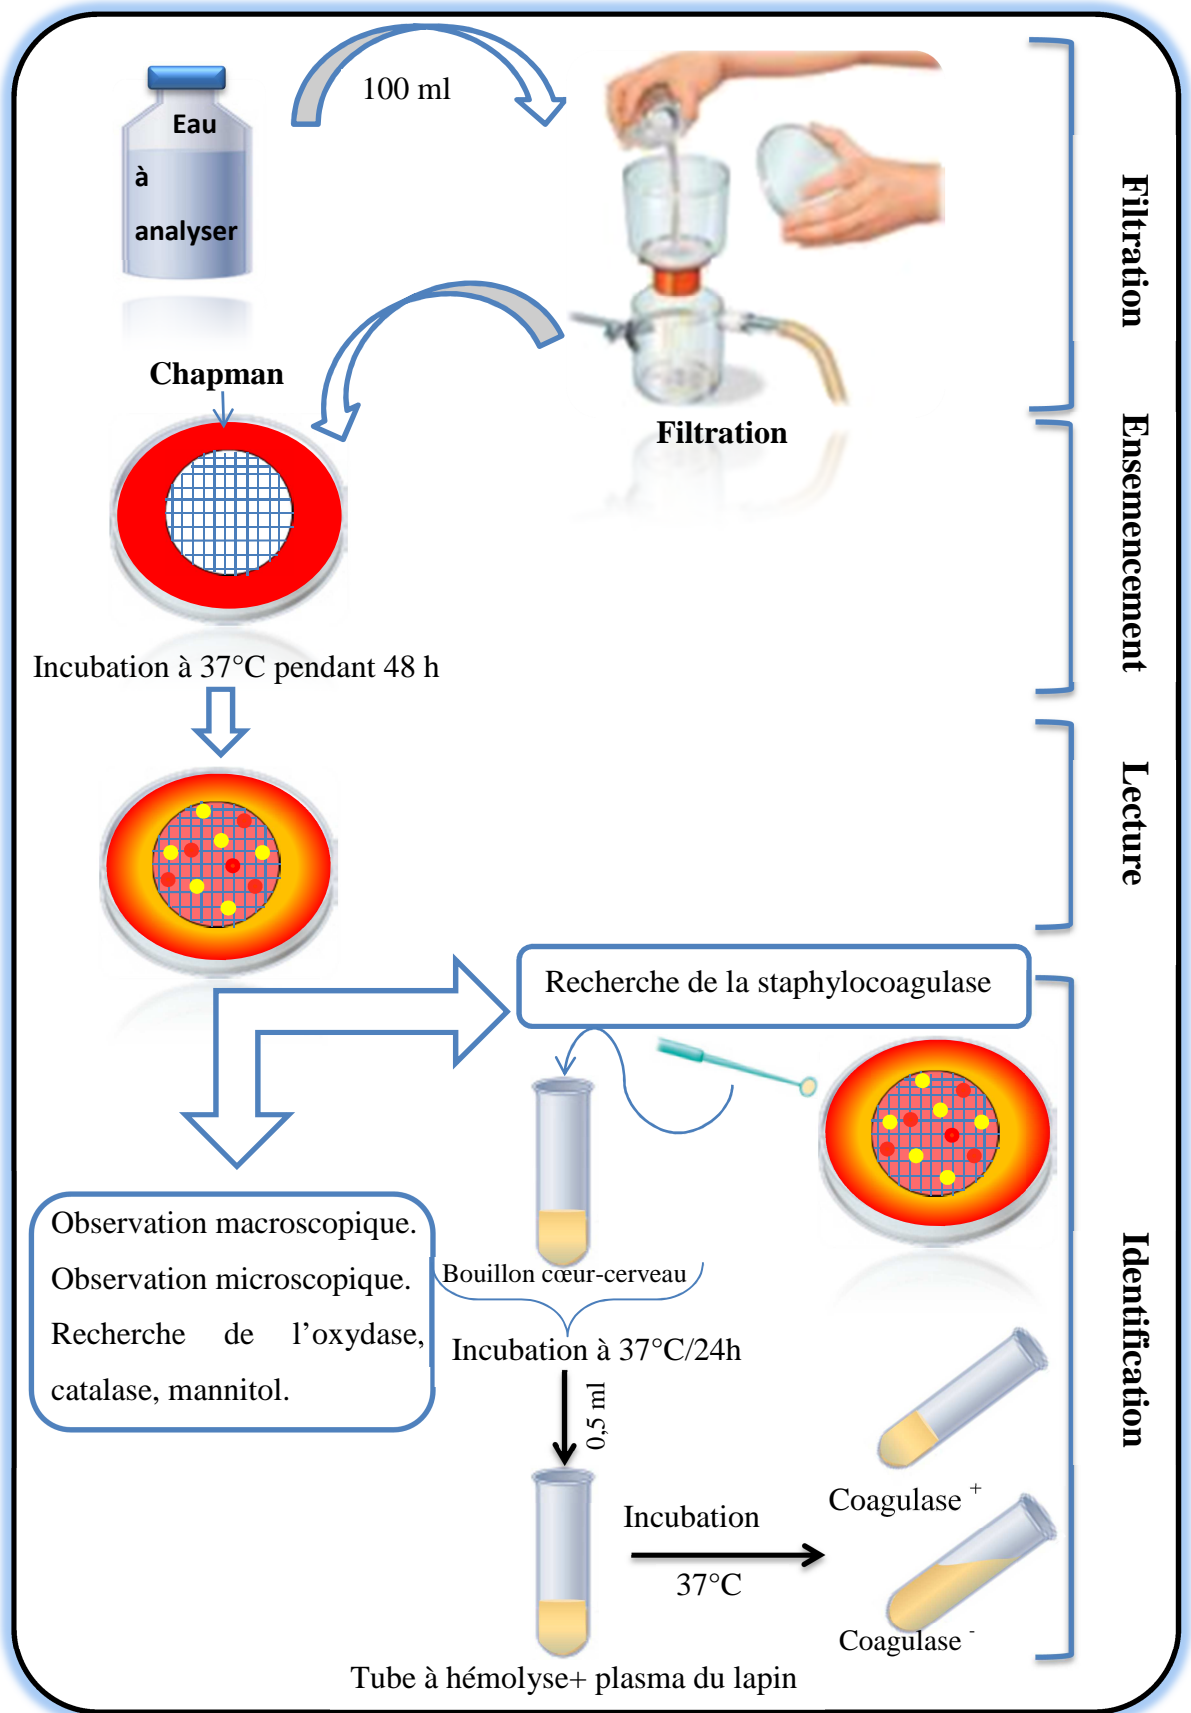 Eau
à
analyser
100 ml
Filtration
Chapman
Filtration
Ensemencement
Incubation à 37°C pendant 48 h
Lecture
Recherche de la staphylocoagulase
Observation macroscopique.
Observation microscopique.
Recherche de l’oxydase,
catalase, mannitol.
Bouillon cœur-cerveau
Incubation à 37°C/24h
0,5 ml
Identification
Incubation
37°C
Coagulase +
Coagulase -
Tube à hémolyse+ plasma du lapin